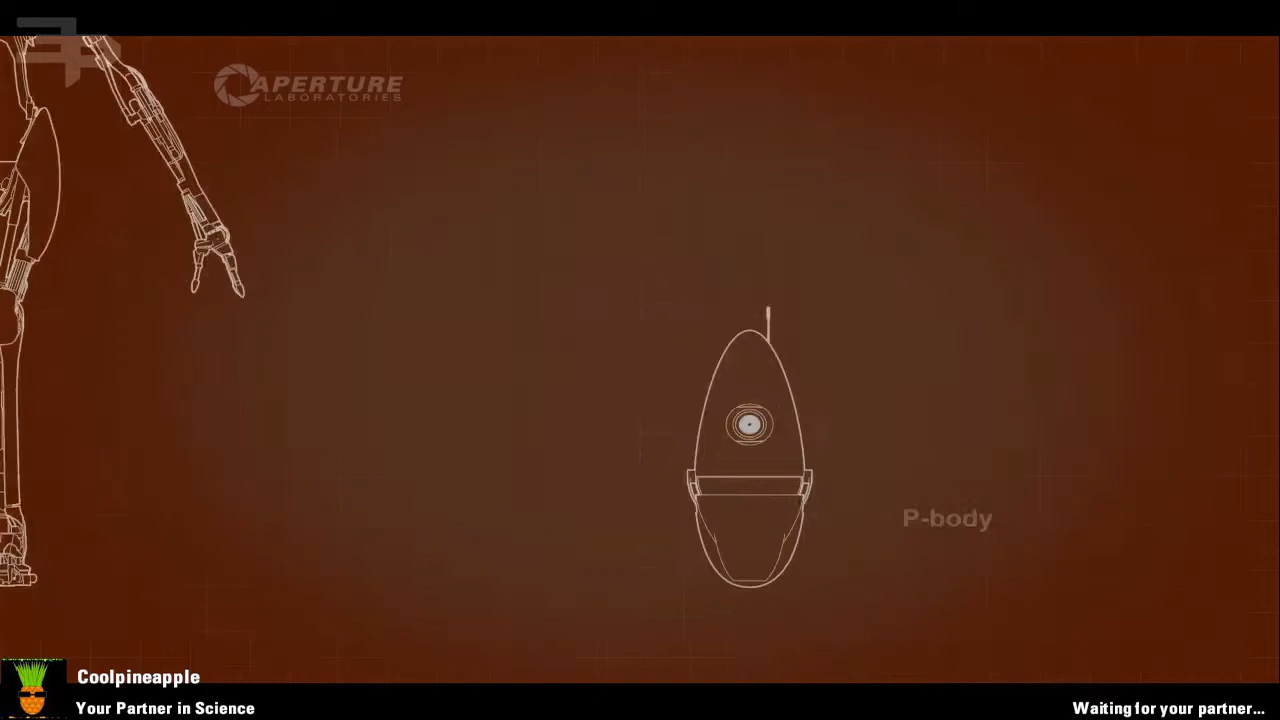 APERTURE
LABORATORIES
P-body
Coolpineapple
Your Partner in Science
Waiting for your partner...